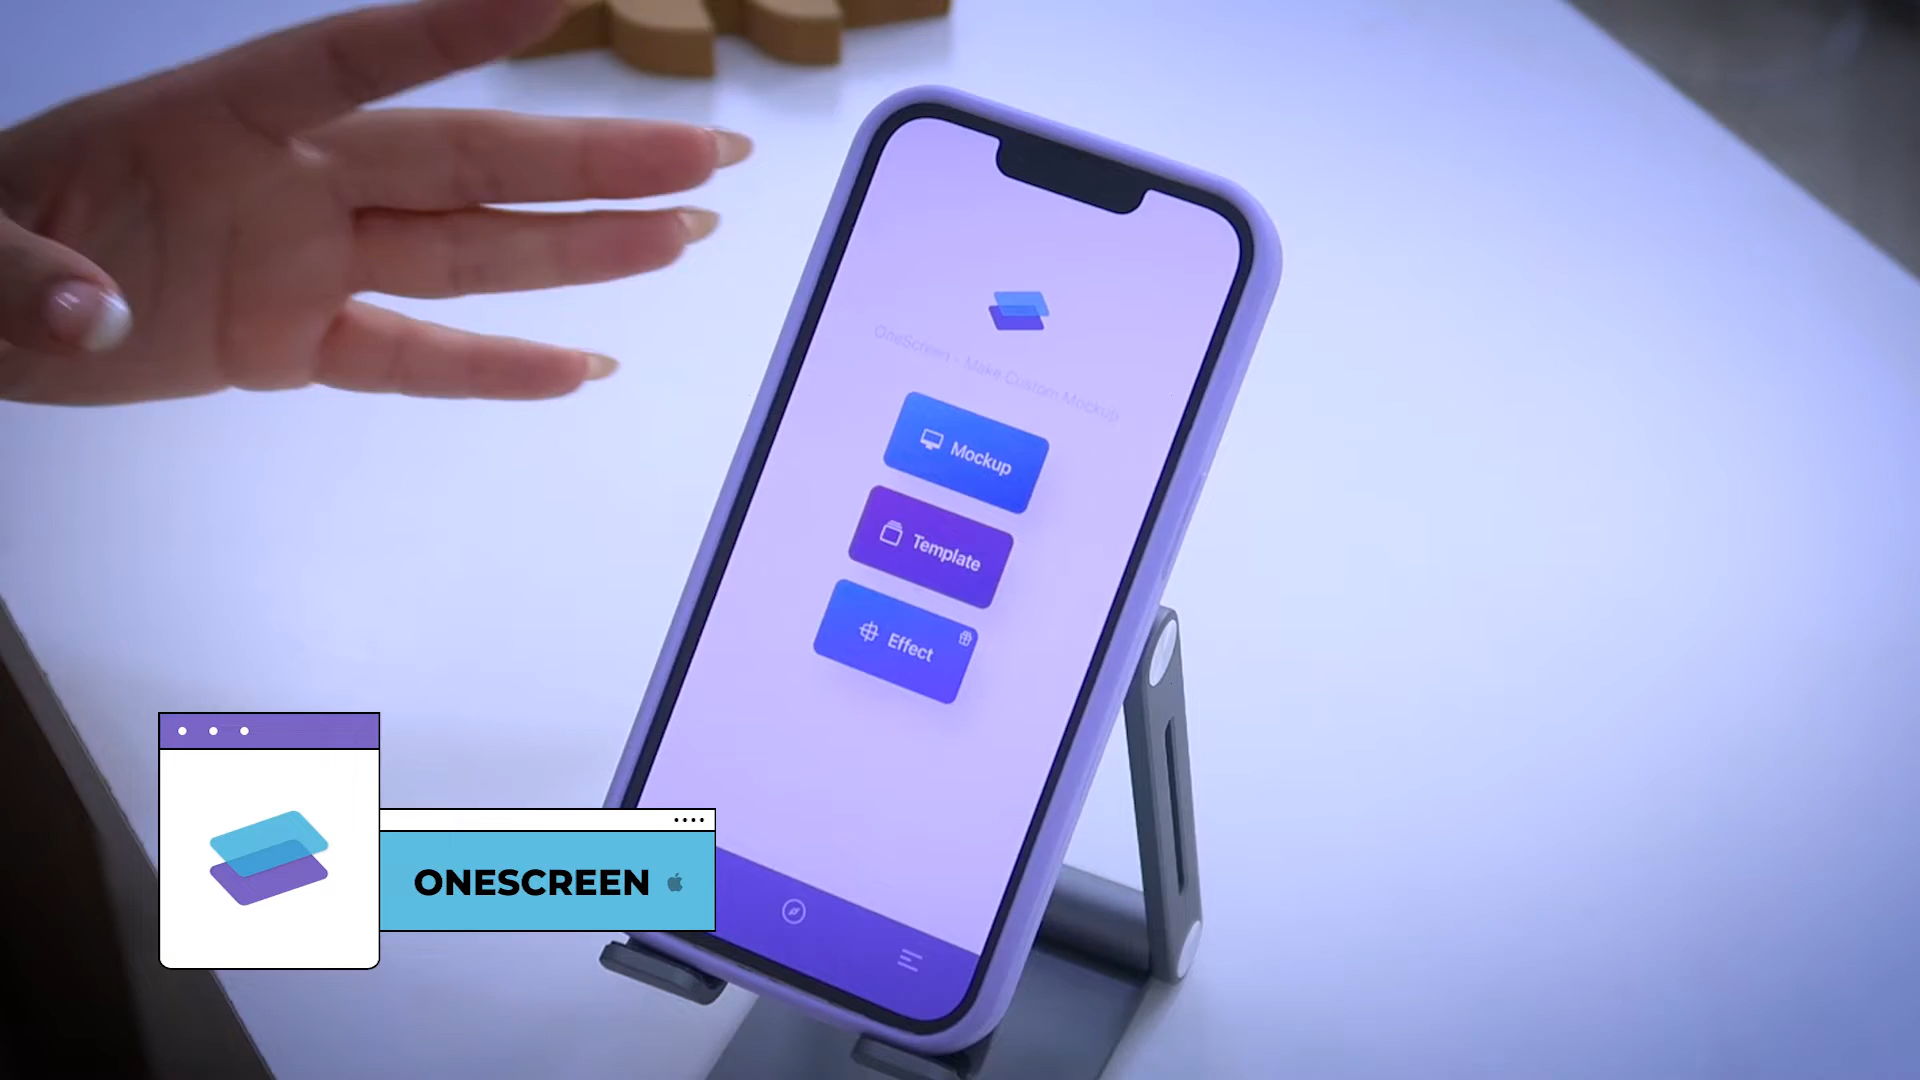 OneScreen - Make Custom Mockup
Mockup
Template
Effect
ONESCREEN